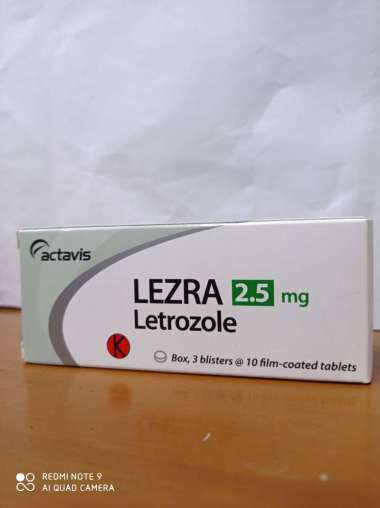 actavis
LEZRA 2.5 mg
Letrozole
K
Box, 3 blisters @ 10 film-coated tablets
REDMI NOTE 9
AI QUAD CAMERA